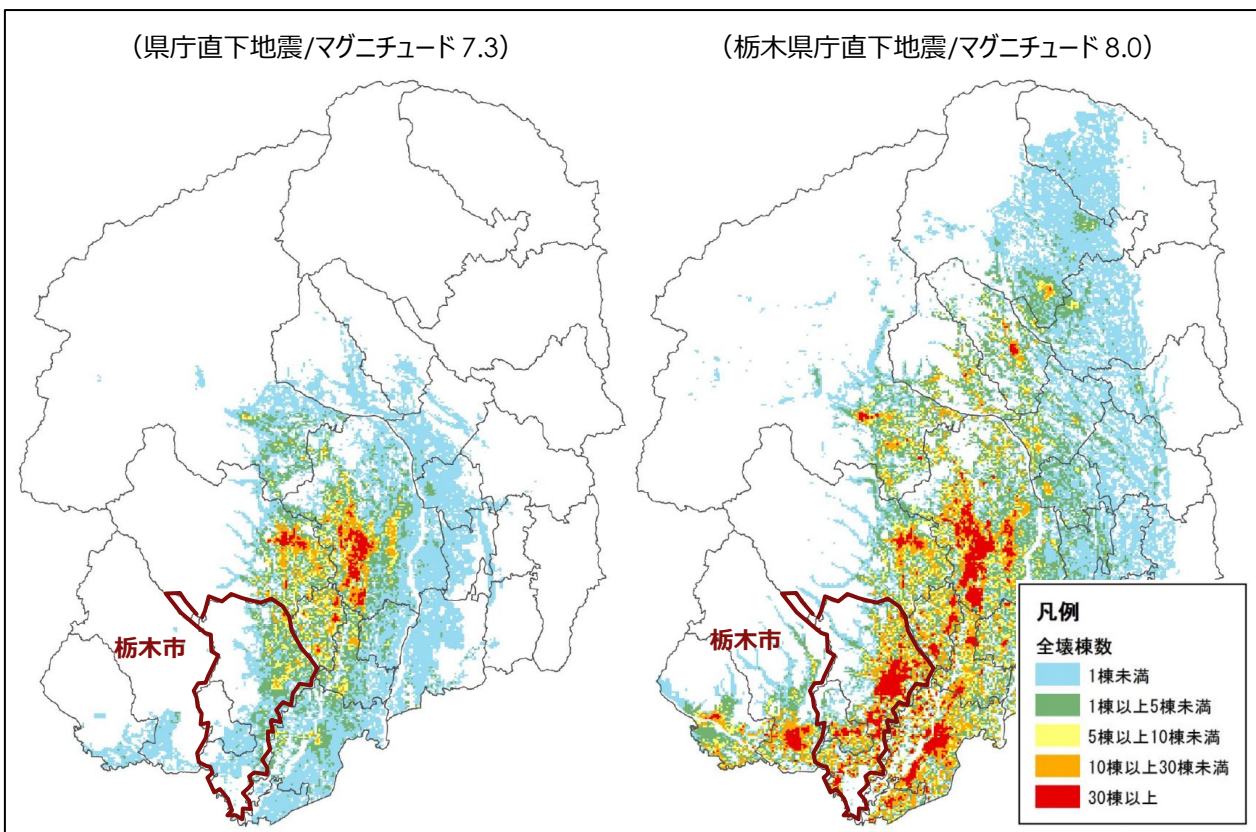 （県庁直下地震/マグニチュード 7.3）
（栃木県庁直下地震/マグニチュード 8.0）
栃木市
栃木市
凡例
全壊棟数
1棟未満
1棟以上5棟未満
5棟以上10棟未満
10棟以上30棟未満
30棟以上